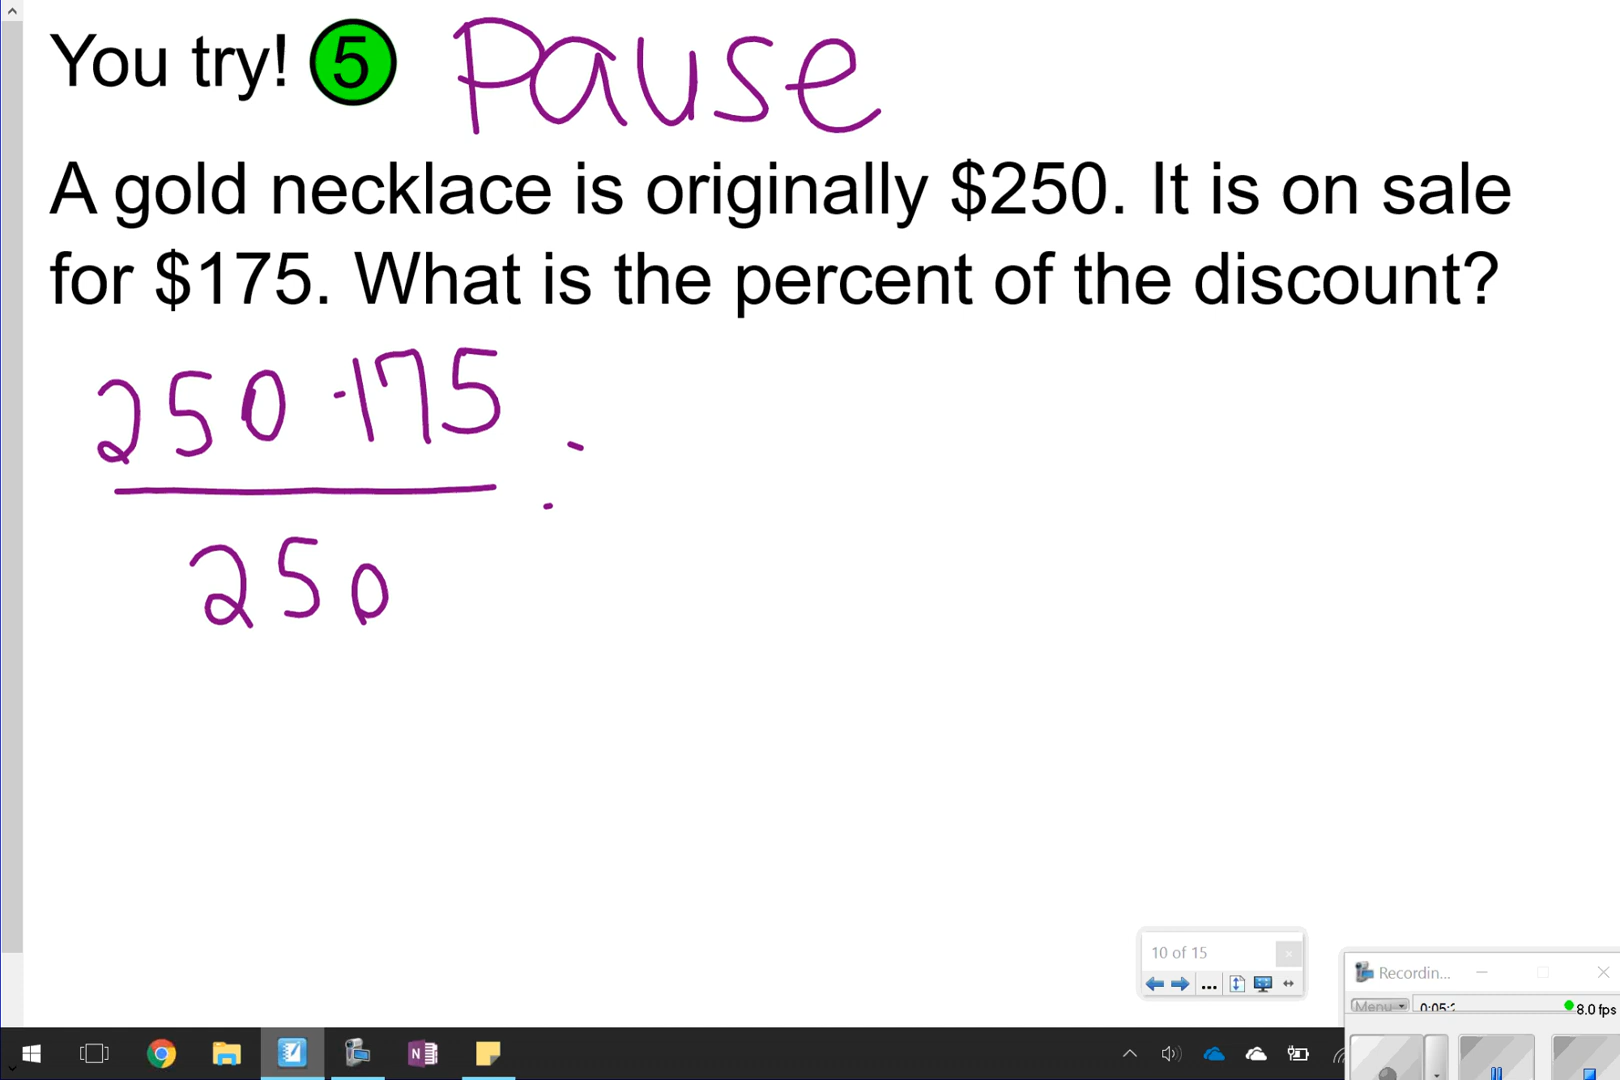 You try! 5 Pause
A gold necklace is originally $250. It is on sale
for $175. What is the percent of the discount?
250 -175
250
10 of 15
...
Recordin...
Menu
8.0 fps
N